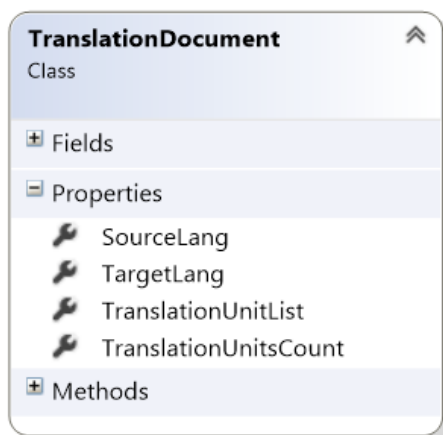 TranslationDocument
Class
Fields
Properties
SourceLang
TargetLang
TranslationUnitList
TranslationUnitsCount
Methods